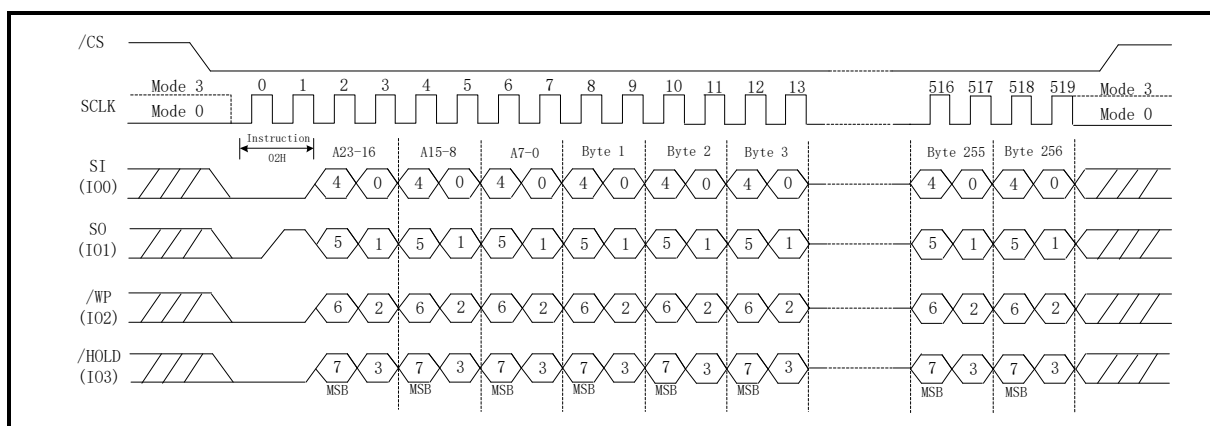 /CS
Mode 3 0 1 2 3 4 5 6 7 8 9 10 11 12 13 516 517 518 519 Mode 3
SCLK
Mode 0 Mode 0
Instruction
02H A23-16 A15-8 A7-0 Byte 1 Byte 2 Byte 3 Byte 255 Byte 256
SI
(IO0) 4 0 4 0 4 0 4 0 4 0 4 0 4 0 4 0
SO
(IO1) 5 1 5 1 5 1 5 1 5 1 5 1 5 1 5 1
/WP
(IO2) 6 2 6 2 6 2 6 2 6 2 6 2 6 2 6 2
/HOLD
(IO3) 7 3 7 3 7 3 7 3 7 3 7 3 7 3 7 3
MSB MSB MSB MSB MSB MSB MSB MSB